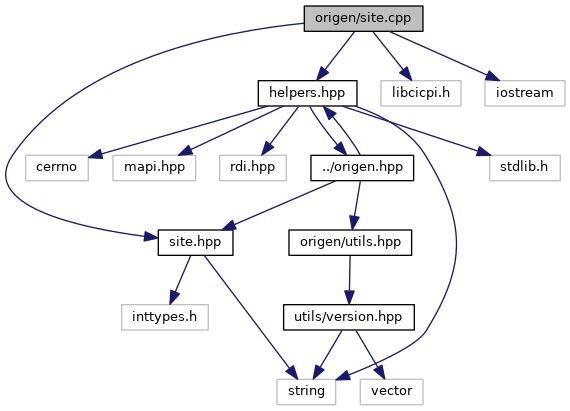 origen/site.cpp
helpers.hpp
libcicpi.h
iostream
cerrno
mapi.hpp
rdi.hpp
../origen.hpp
stdlib.h
site.hpp
origen/utils.hpp
inttypes.h
utils/version.hpp
string
vector